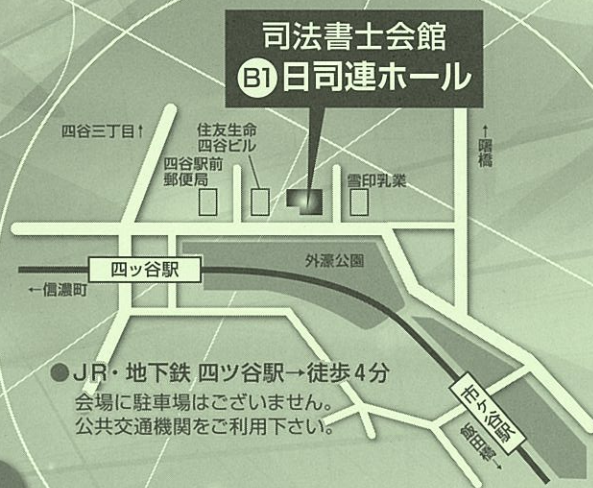 司法書士会館
B1日司連ホール
四谷三丁目↑
住友生命
四谷ビル
四谷駅前
郵便局
雪印乳業
↑曙橋
外濠公園
四ッ谷駅
←信濃町
●JR・地下鉄 四ツ谷駅→徒歩4分
会場に駐車場はございません。
公共交通機関をご利用下さい。
市ヶ谷駅
飯田橋→